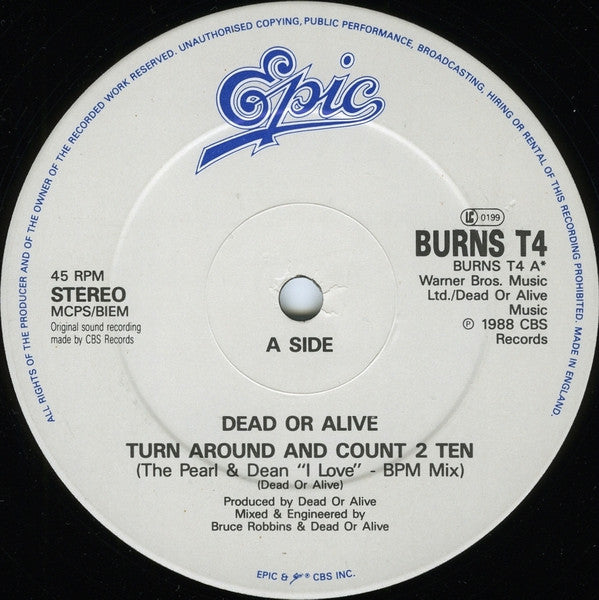 ALL RIGHTS OF THE PRODUCER AND OF THE OWNER OF THE RECORDED WORK RESERVED. UNAUTHORISED COPYING, PUBLIC PERFORMANCE, BROADCASTING, HIRING OR RENTAL OF THIS RECORDING PROHIBITED. MADE IN ENGLAND.
Epic
LC 0199
BURNS T4
BURNS T4 A*
Warner Bros. Music
Ltd./Dead Or Alive
Music
℗ 1988 CBS
Records
45 RPM
STEREO
MCPS/BIEM
Original sound recording
made by CBS Records
A SIDE
DEAD OR ALIVE
TURN AROUND AND COUNT 2 TEN
(The Pearl & Dean "I Love" - BPM Mix)
(Dead Or Alive)
Produced by Dead Or Alive
Mixed & Engineered by
Bruce Robbins & Dead Or Alive
EPIC & ® CBS INC.